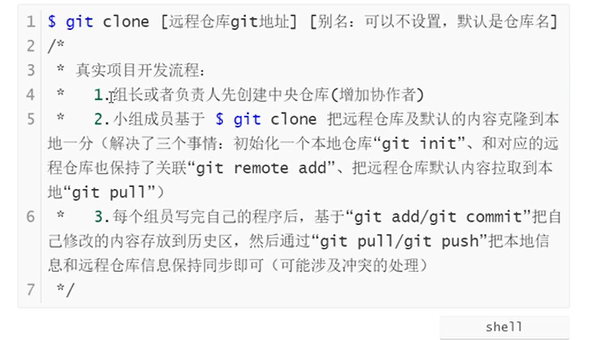 1 $ git clone [远程仓库git地址] [别名：可以不设置，默认是仓库名]
2 /*
3  * 真实项目开发流程：
4  *   1.组长或者负责人先创建中央仓库(增加协作者)
5  *   2.小组成员基于 $ git clone 把远程仓库及默认的内容克隆到本
地一分（解决了三个事情：初始化一个本地仓库“git init”、和对应的远
程仓库也保持了关联“git remote add”、把远程仓库默认内容拉取到本
地“git pull”）
6  *   3.每个组员写完自己的程序后，基于“git add/git commit”把自
己修改的内容存放到历史区，然后通过“git pull/git push”把本地信
息和远程仓库信息保持同步即可（可能涉及冲突的处理）
7  */
shell